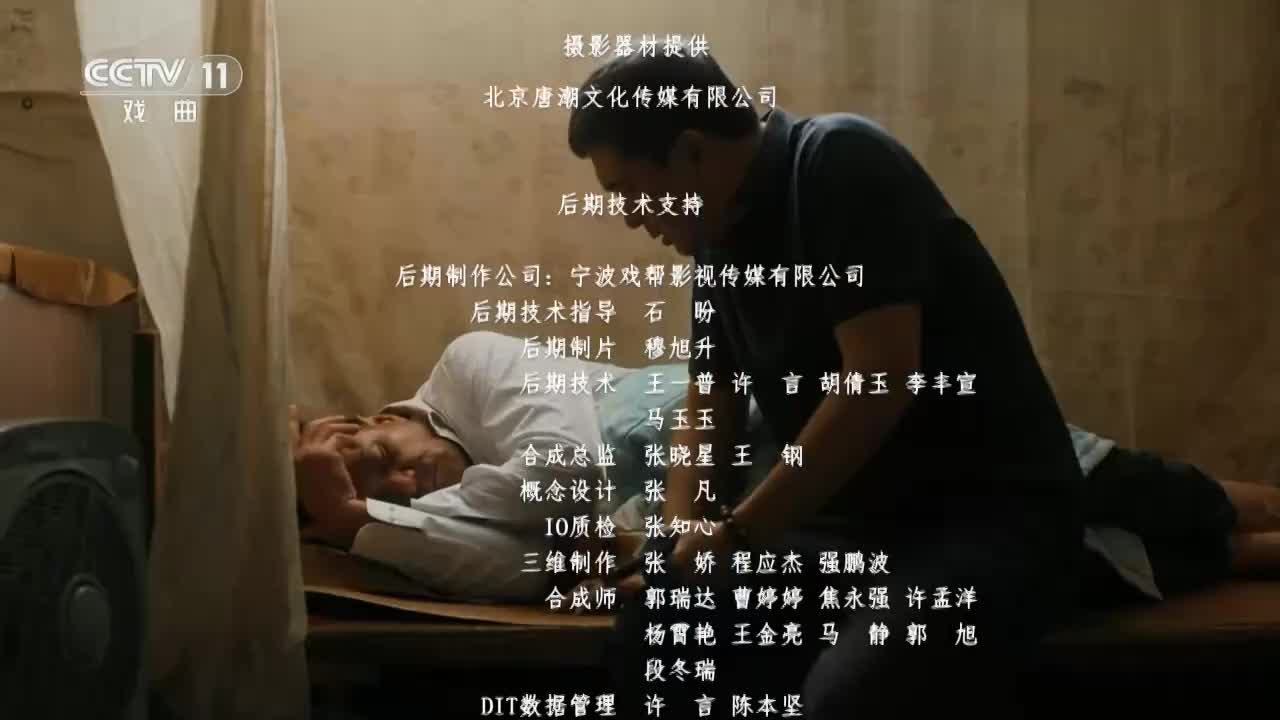 摄影器材提供
CCTV 11
戏曲
北京唐潮文化传媒有限公司
后期技术支持
后期制作公司：宁波戏帮影视传媒有限公司
后期技术指导 石 盼
后期制片 穆旭升
后期技术 王一普 许 言 胡倩玉 李丰宣
马玉玉
合成总监 张晓星 王 钢
概念设计 张 凡
IO质检 张知心
三维制作 张 娇 程应杰 强鹏波
合成师 郭瑞达 曹婷婷 焦永强 许孟洋
杨霄艳 王金亮 马 静 郭 旭
段冬瑞
DIT数据管理 许 言 陈本坚